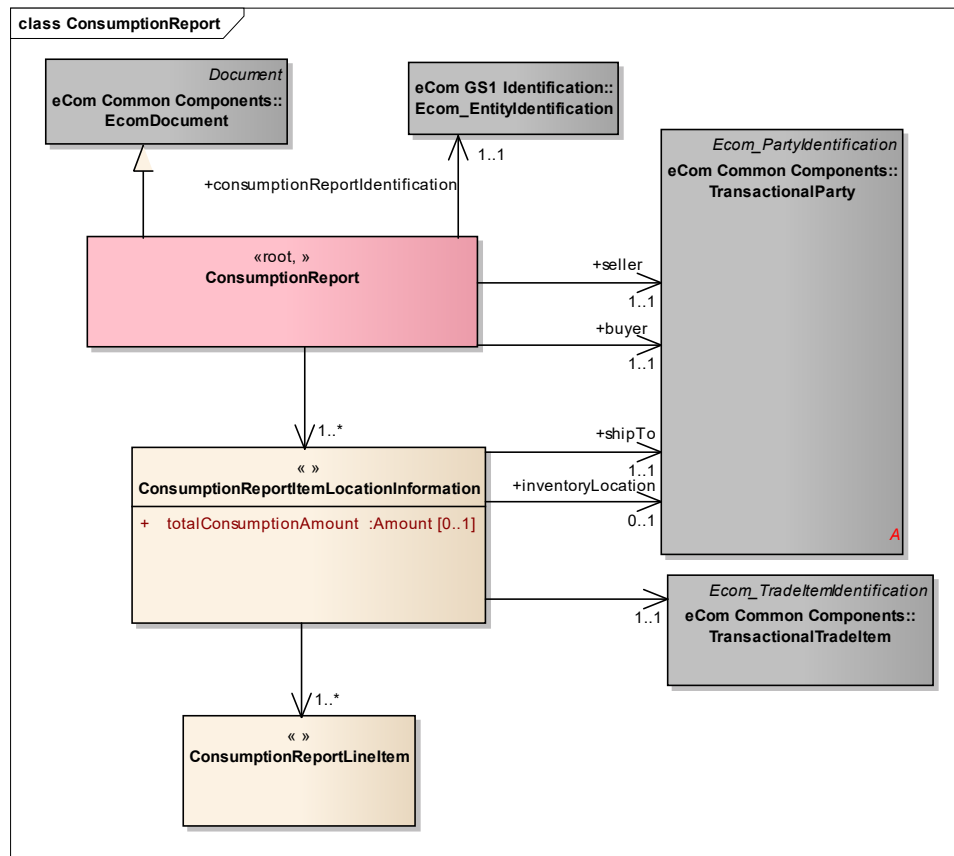 class ConsumptionReport
Document
eCom Common Components::
EcomDocument
eCom GS1 Identification::
Ecom_EntityIdentification
1..1
+consumptionReportIdentification
Ecom_PartyIdentification
eCom Common Components::
TransactionalParty
A
«root, »
ConsumptionReport
+seller
1..1
+buyer
1..1
1..*
« »
ConsumptionReportItemLocationInformation
+ totalConsumptionAmount :Amount [0..1]
+shipTo
1..1
+inventoryLocation
0..1
1..1
Ecom_TradeItemIdentification
eCom Common Components::
TransactionalTradeItem
1..*
« »
ConsumptionReportLineItem